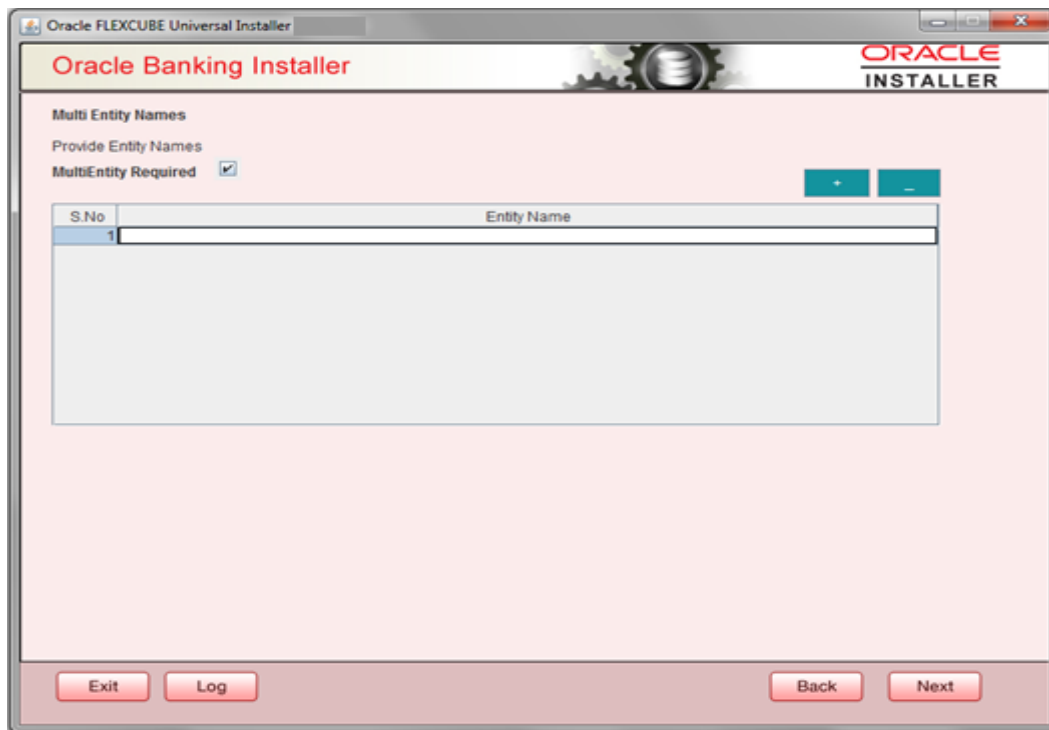 Oracle FLEXCUBE Universal Installer
Oracle Banking Installer
ORACLE
INSTALLER
Multi Entity Names
Provide Entity Names
MultiEntity Required
+ _
S.No Entity Name
1
Exit Log Back Next